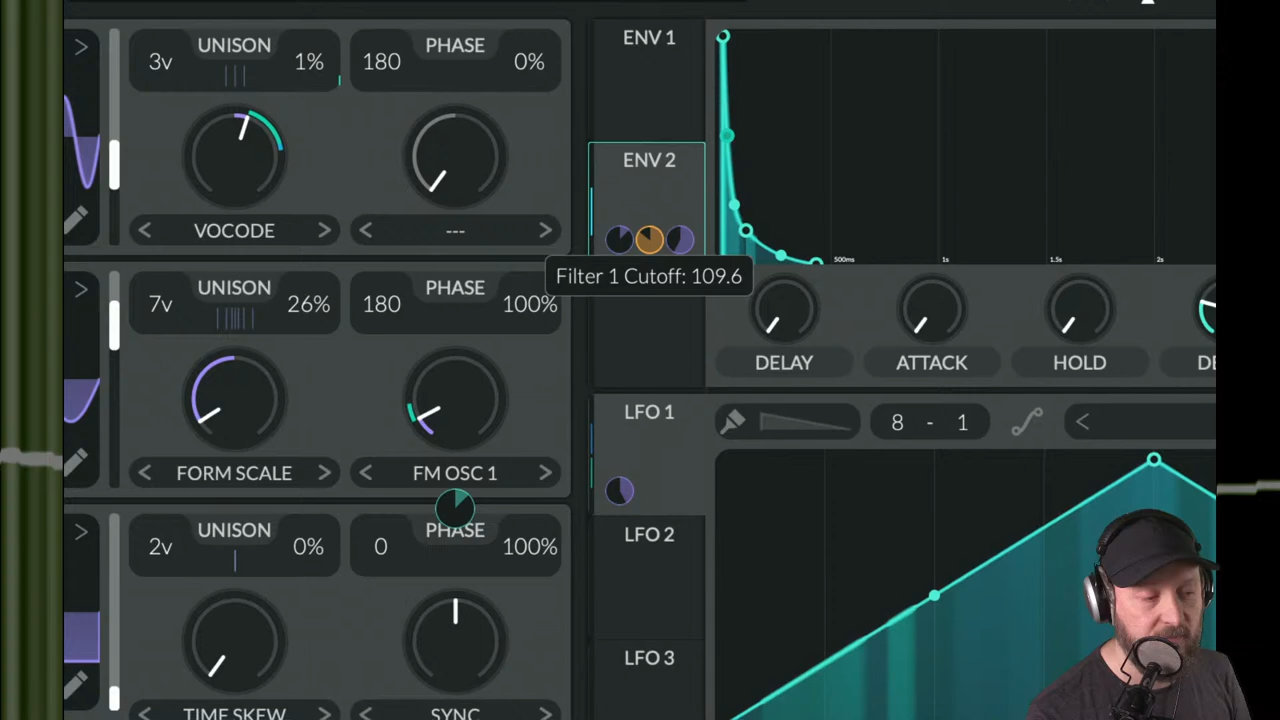 UNISON
3v 1%
PHASE
180 0%
VOCODE
---
UNISON
7v 26%
PHASE
180 100%
FORM SCALE
FM OSC 1
UNISON
2v 0%
PHASE
0 100%
TIME SKEW
SYNC
ENV 1
ENV 2
Filter 1 Cutoff: 109.6
500ms 1s 1.5s 2s
DELAY
ATTACK
HOLD
LFO 1
8 - 1
LFO 2
LFO 3